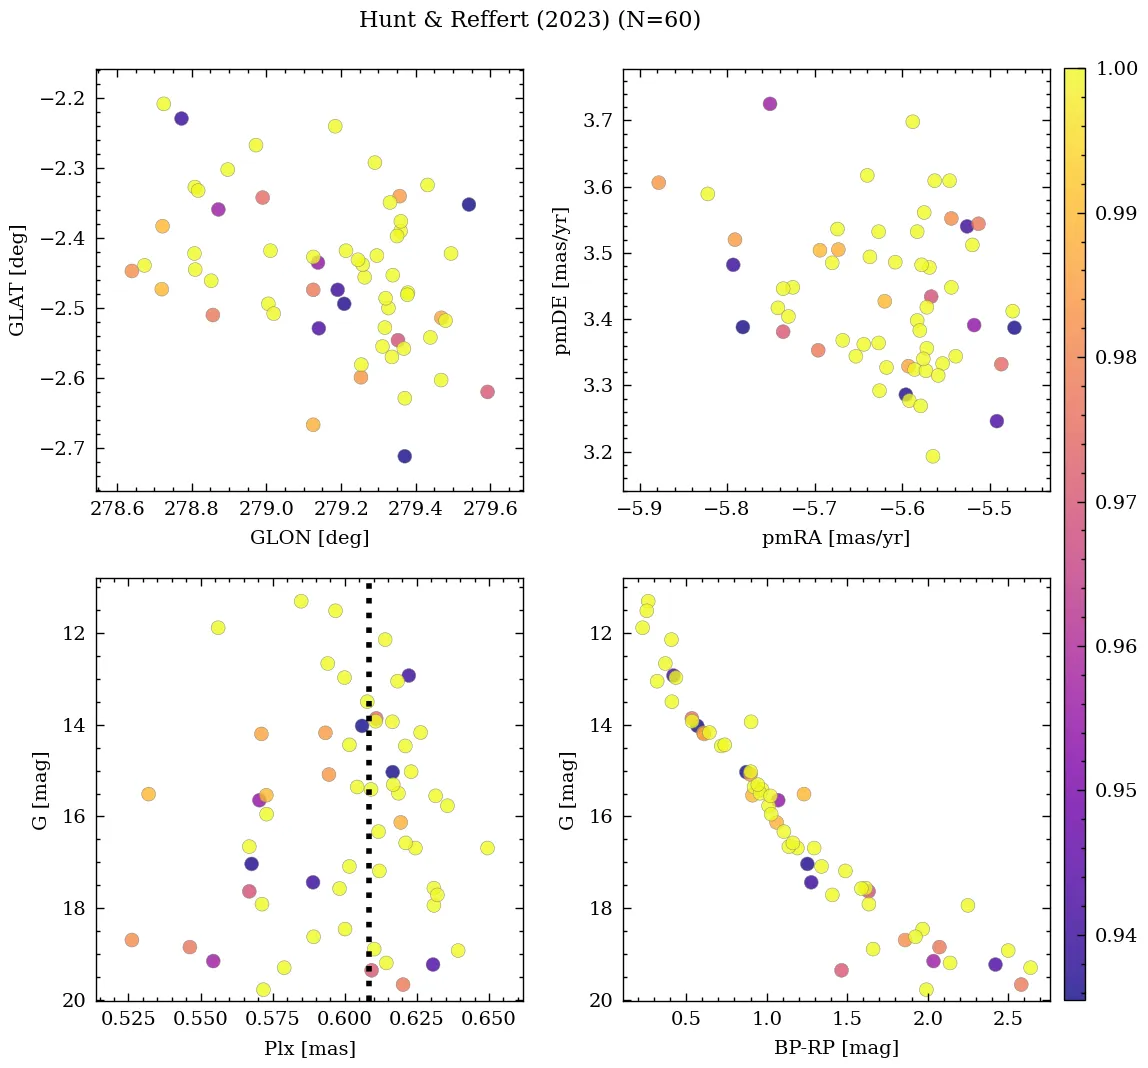 Hunt & Reffert (2023) (N=60)
−2.2
−2.3
−2.4
−2.5
−2.6
−2.7
GLAT [deg]
278.6 278.8 279.0 279.2 279.4 279.6
GLON [deg]
3.7
3.6
3.5
3.4
3.3
3.2
pmDE [mas/yr]
−5.9 −5.8 −5.7 −5.6 −5.5
pmRA [mas/yr]
12
14
16
18
20
G [mag]
0.525 0.550 0.575 0.600 0.625 0.650
Plx [mas]
12
14
16
18
20
G [mag]
0.5 1.0 1.5 2.0 2.5
BP-RP [mag]
1.00
0.99
0.98
0.97
0.96
0.95
0.94